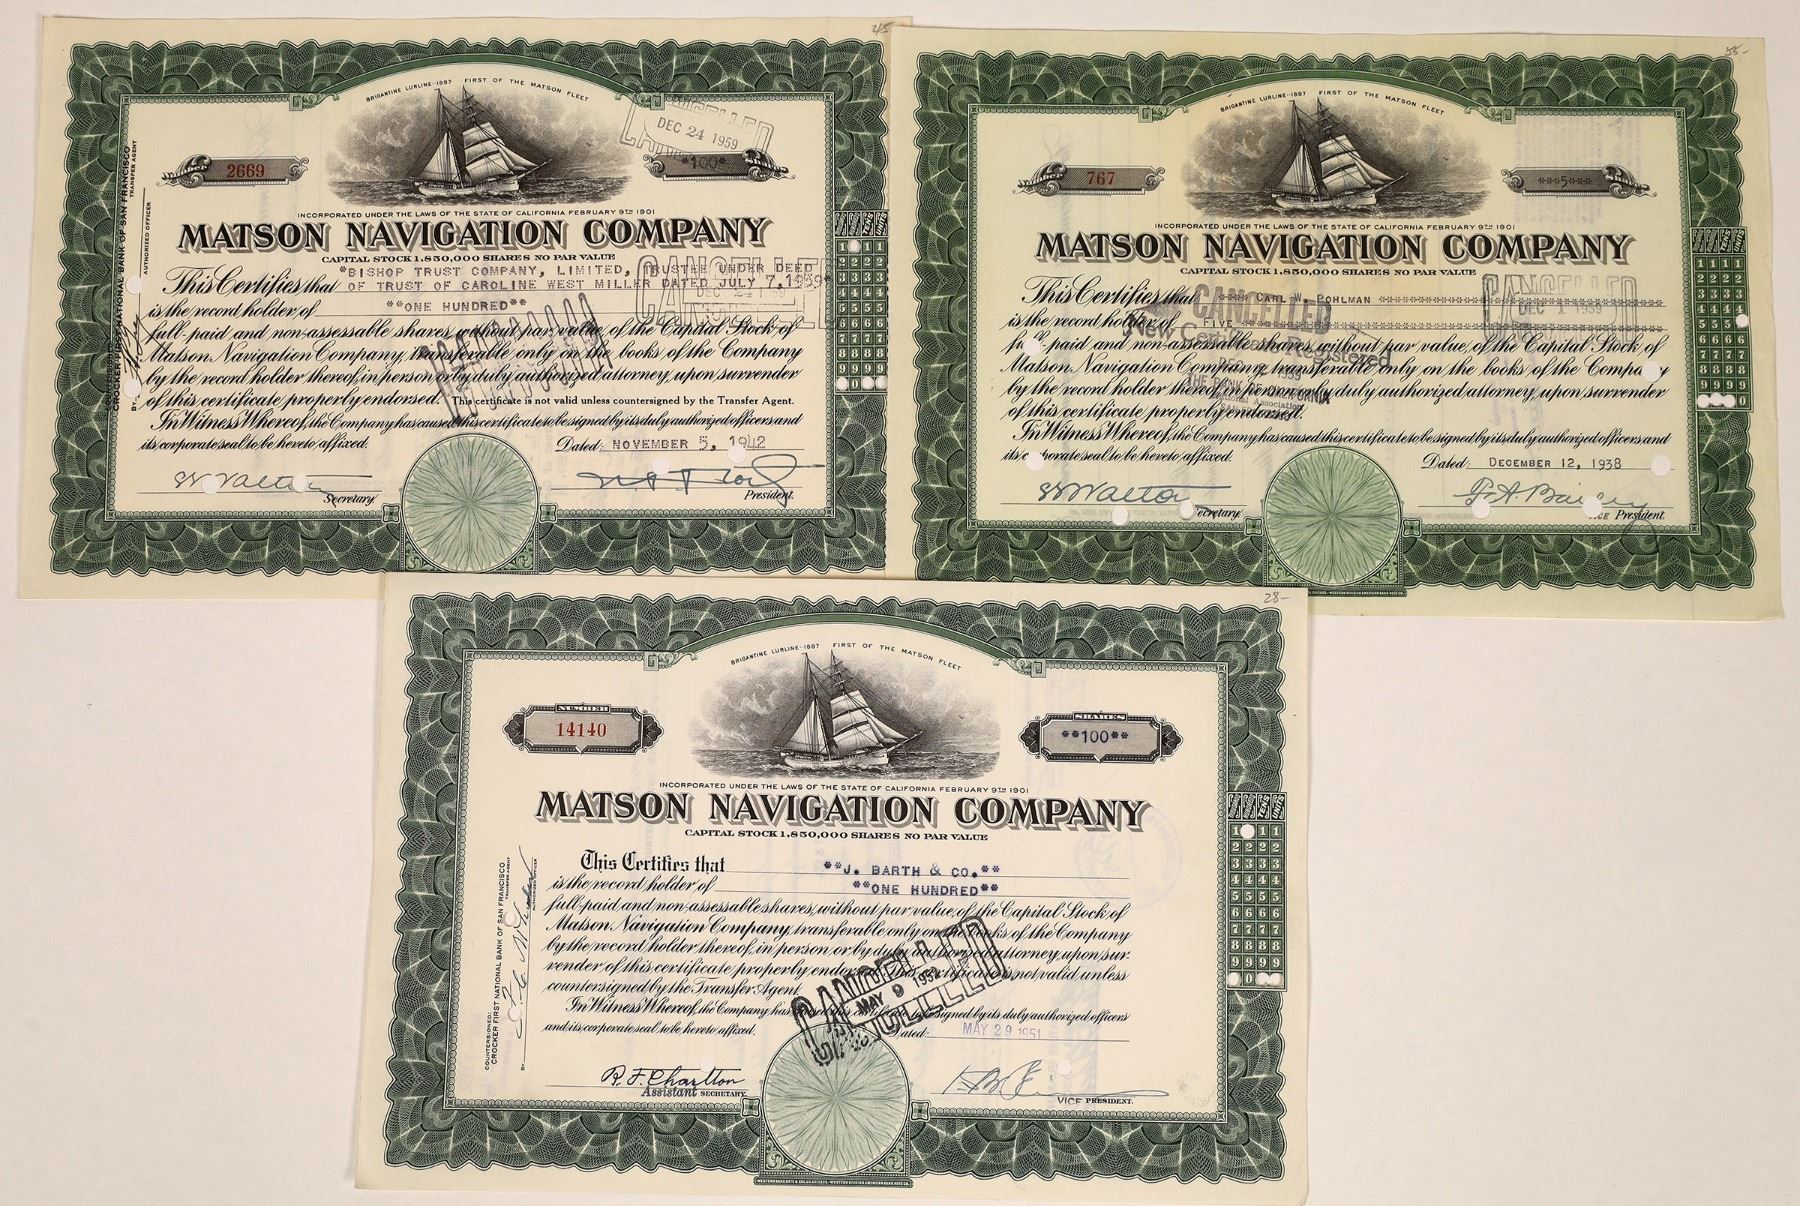 45
BRIGANTINE LURLINE-1887 FIRST OF THE MATSON FLEET
CANCELLED
DEC 24 1959
2669
*100*
INCORPORATED UNDER THE LAWS OF THE STATE OF CALIFORNIA FEBRUARY 9TH 1901
MATSON NAVIGATION COMPANY
CAPITAL STOCK 1,850,000 SHARES NO PAR VALUE
This Certifies that *BISHOP TRUST COMPANY, LIMITED, TRUSTEE UNDER DEED
OF TRUST OF CAROLINE WEST MILLER DATED JULY 7, 1959*
is the record holder of **ONE HUNDRED**
full-paid and non-assessable shares, without par value, of the Capital Stock of
Matson Navigation Company, transferable only on the books of the Company
by the record holder thereof, in person or by duly authorized attorney, upon surrender
of this certificate properly endorsed. This certificate is not valid unless countersigned by the Transfer Agent.
In Witness Whereof, the Company has caused this certificate to be signed by its duly authorized officers and
its corporate seal to be hereto affixed.
Dated: NOVEMBER 5, 1942
Secretary.
President.
CANCELLED
CANCELLED
CROCKER FIRST NATIONAL BANK OF SAN FRANCISCO
TRANSFER AGENT
BY
AUTHORIZED OFFICER
55-
BRIGANTINE LURLINE-1887 FIRST OF THE MATSON FLEET
767
***5****
INCORPORATED UNDER THE LAWS OF THE STATE OF CALIFORNIA FEBRUARY 9TH 1901
MATSON NAVIGATION COMPANY
CAPITAL STOCK 1,850,000 SHARES NO PAR VALUE
This Certifies that **** CARL W. POHLMAN
is the record holder of FIVE
full-paid and non-assessable shares, without par value, of the Capital Stock of
Matson Navigation Company, transferable only on the books of the Company
by the record holder thereof, in person or by duly authorized attorney, upon surrender
of this certificate properly endorsed.
In Witness Whereof, the Company has caused this certificate to be signed by its duly authorized officers and
its corporate seal to be hereto affixed.
Dated: DECEMBER 12, 1938
W Walton
Secretary.
VICE President.
CANCELLED
CANCELLED
DEC 1 1959
28-
BRIGANTINE LURLINE-1887 FIRST OF THE MATSON FLEET
NUMBER
14140
SHARES
**100**
INCORPORATED UNDER THE LAWS OF THE STATE OF CALIFORNIA FEBRUARY 9TH 1901
MATSON NAVIGATION COMPANY
CAPITAL STOCK 1,850,000 SHARES NO PAR VALUE
This Certifies that **J. BARTH & CO.**
is the record holder of **ONE HUNDRED**
full-paid and non-assessable shares, without par value, of the Capital Stock of
Matson Navigation Company, transferable only on the books of the Company
by the record holder thereof, in person or by duly authorized attorney, upon sur-
render of this certificate properly endorsed. This certificate is not valid unless
countersigned by the Transfer Agent.
In Witness Whereof, the Company has caused this certificate to be signed by its duly authorized officers
and its corporate seal to be hereto affixed.
Dated: MAY 29 1951
R. F. Charlton
Assistant SECRETARY.
VICE PRESIDENT.
CANCELLED
MAY 9
CANCELLED
COUNTERSIGNED:
CROCKER FIRST NATIONAL BANK OF SAN FRANCISCO
TRANSFER AGENT
BY
AUTHORIZED OFFICER